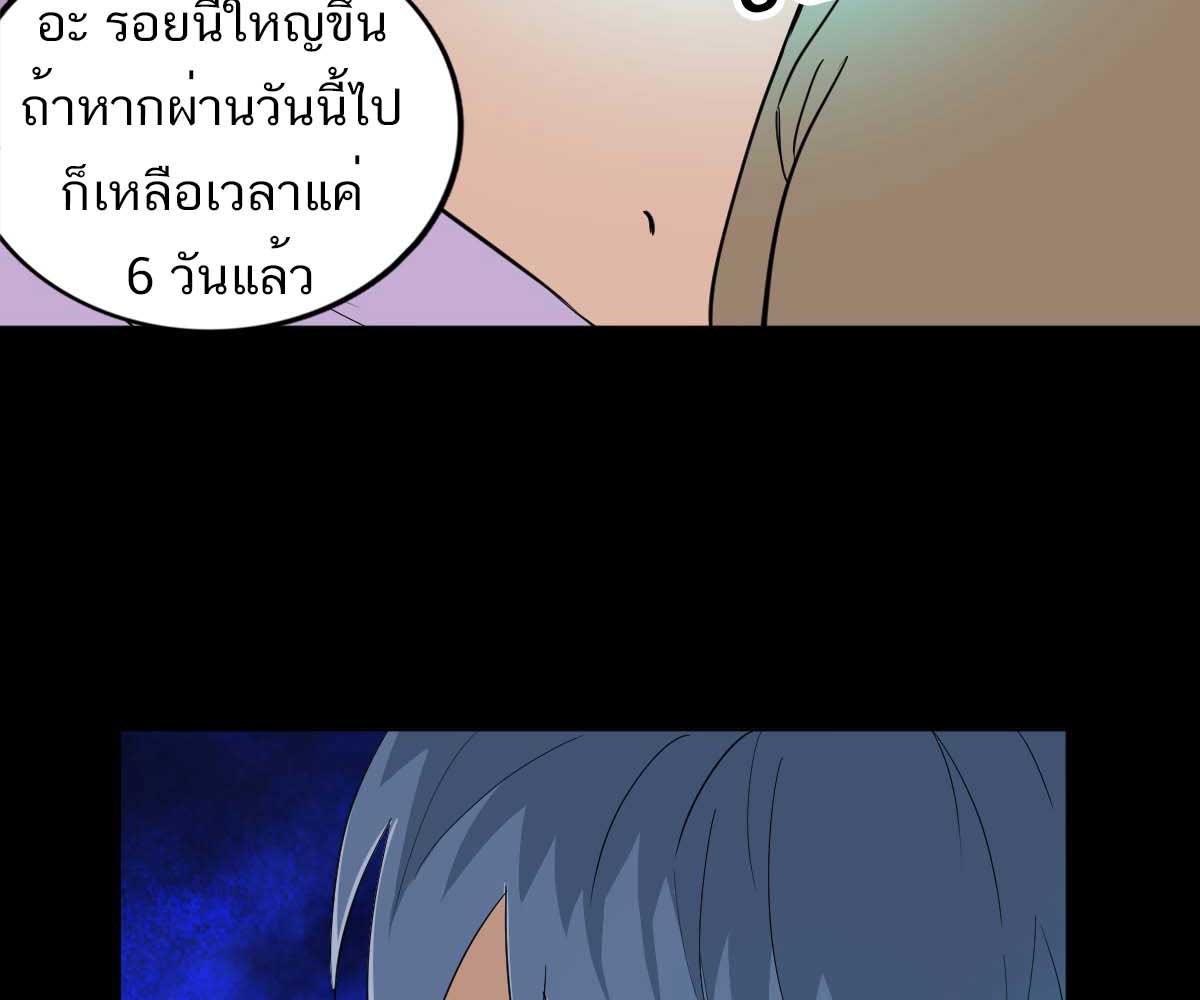 อะ รอยนี้ใหญ่ขึ้น
ถ้าหากผ่านวันนี้ไป
ก็เหลือเวลาแค่
6 วันแล้ว